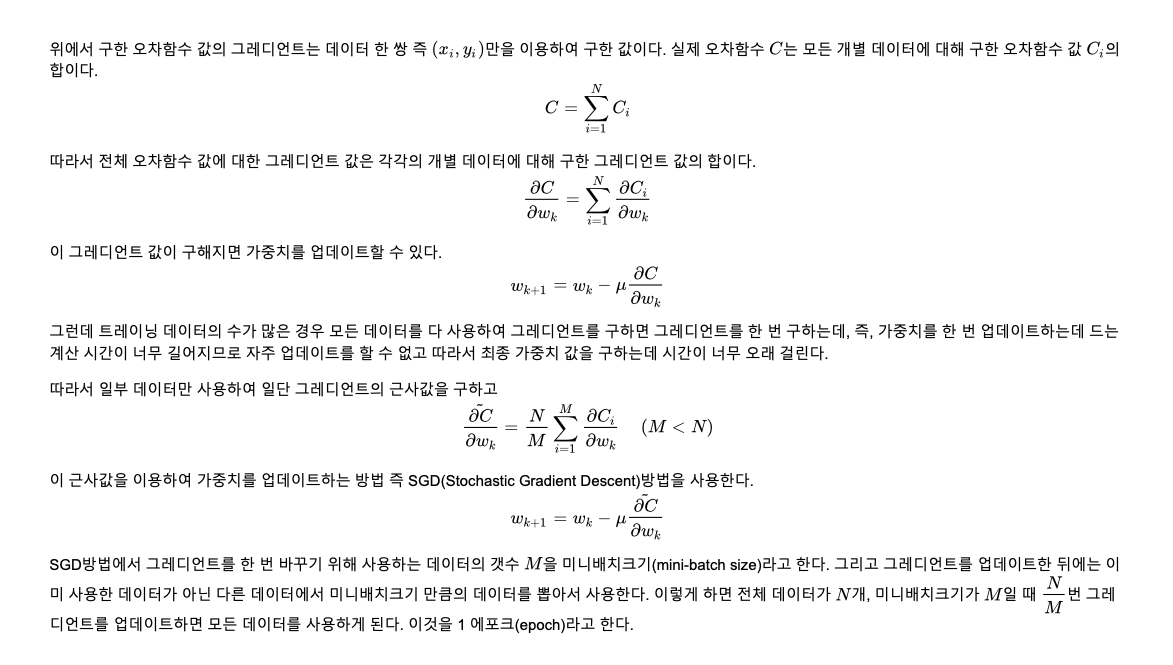 위에서 구한 오차함수 값의 그레디언트는 데이터 한 쌍 즉 (x_i, y_i)만을 이용하여 구한 값이다. 실제 오차함수 C는 모든 개별 데이터에 대해 구한 오차함수 값 C_i의
합이다.
C = \sum_{i=1}^{N} C_i
따라서 전체 오차함수 값에 대한 그레디언트 값은 각각의 개별 데이터에 대해 구한 그레디언트 값의 합이다.
\frac{∂C}{∂w_k} = \sum_{i=1}^{N} \frac{∂C_i}{∂w_k}
이 그레디언트 값이 구해지면 가중치를 업데이트할 수 있다.
w_{k+1} = w_k − μ\frac{∂C}{∂w_k}
그런데 트레이닝 데이터의 수가 많은 경우 모든 데이터를 다 사용하여 그레디언트를 구하면 그레디언트를 한 번 구하는데, 즉, 가중치를 한 번 업데이트하는데 드는
계산 시간이 너무 길어지므로 자주 업데이트를 할 수 없고 따라서 최종 가중치 값을 구하는데 시간이 너무 오래 걸린다.
따라서 일부 데이터만 사용하여 일단 그레디언트의 근사값을 구하고
\frac{\tilde{∂C}}{∂w_k} = \frac{N}{M} \sum_{i=1}^{M} \frac{∂C_i}{∂w_k} (M < N)
이 근사값을 이용하여 가중치를 업데이트하는 방법 즉 SGD(Stochastic Gradient Descent)방법을 사용한다.
w_{k+1} = w_k − μ\frac{\tilde{∂C}}{∂w_k}
SGD방법에서 그레디언트를 한 번 바꾸기 위해 사용하는 데이터의 갯수 M을 미니배치크기(mini-batch size)라고 한다. 그리고 그레디언트를 업데이트한 뒤에는 이
미 사용한 데이터가 아닌 다른 데이터에서 미니배치크기 만큼의 데이터를 뽑아서 사용한다. 이렇게 하면 전체 데이터가 N개, 미니배치크기가 M일 때 \frac{N}{M}번 그레
디언트를 업데이트하면 모든 데이터를 사용하게 된다. 이것을 1 에포크(epoch)라고 한다.